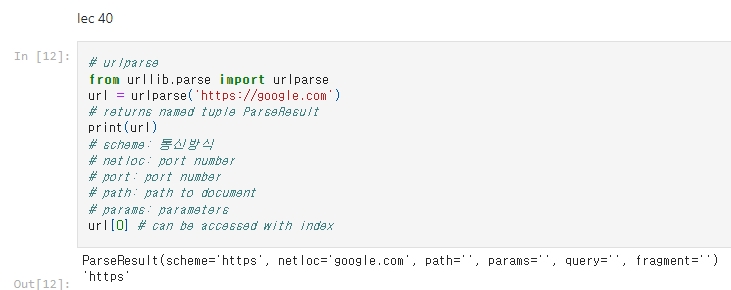 lec 40
In [12]:
# urlparse
from urllib.parse import urlparse
url = urlparse('https://google.com')
# returns named tuple ParseResult
print(url)
# scheme: 통신방식
# netloc: port number
# port: port number
# path: path to document
# params: parameters
url[0] # can be accessed with index
ParseResult(scheme='https', netloc='google.com', path='', params='', query='', fragment='')
Out[12]: 'https'